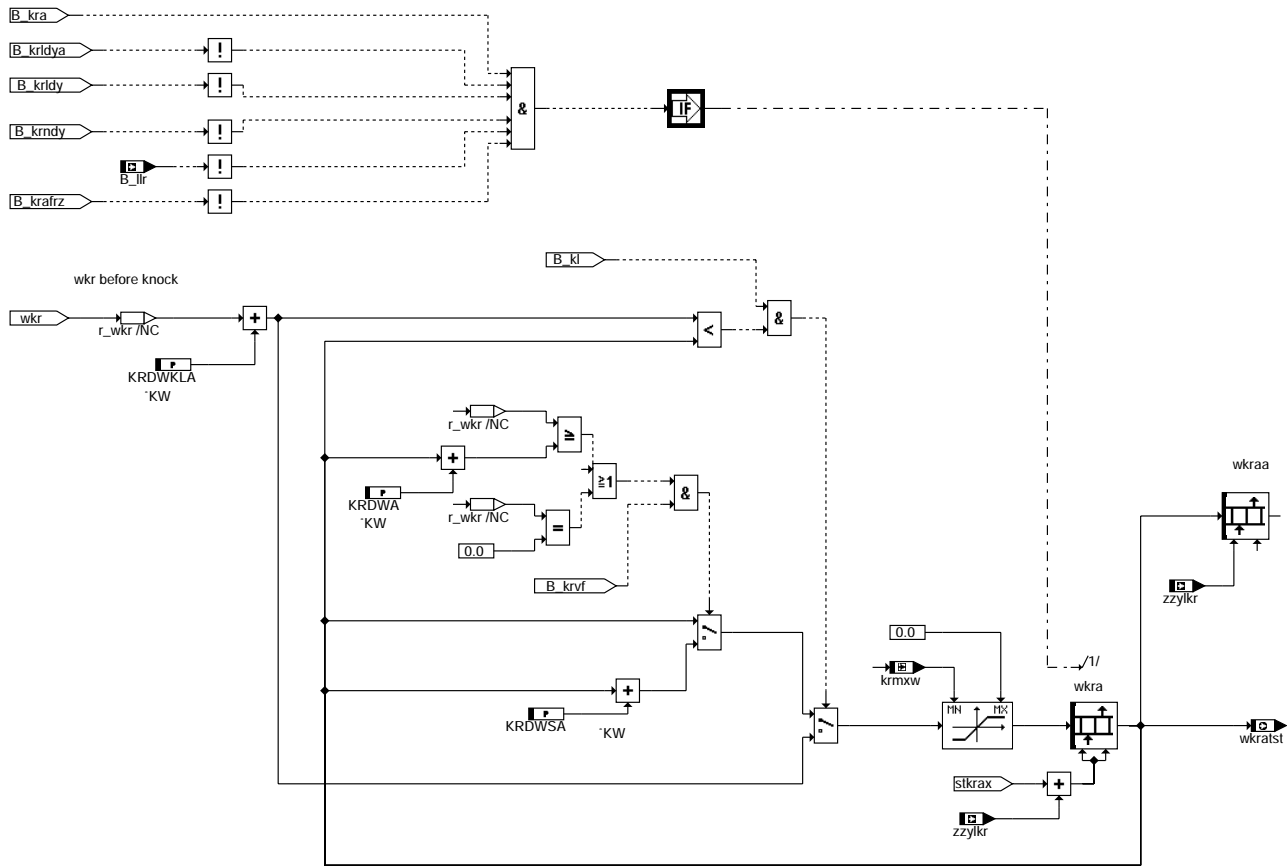 B_kra
B_krldya
!
B_krldy
!
&
IF
B_krndy
!
B_llr
!
B_krafrz
!
B_kl
wkr before knock
wkr
r_wkr /NC
+
<
&
P
KRDWKLA
°KW
r_wkr /NC
≥
+
≥1
&
wkraa
P
KRDWA
°KW
r_wkr /NC
=
0.0
B_krvf
zzylkr
0.0
/1/
krmxw
wkra
+
P
KRDWSA
°KW
MN
MX
wkratst
stkrax
+
zzylkr